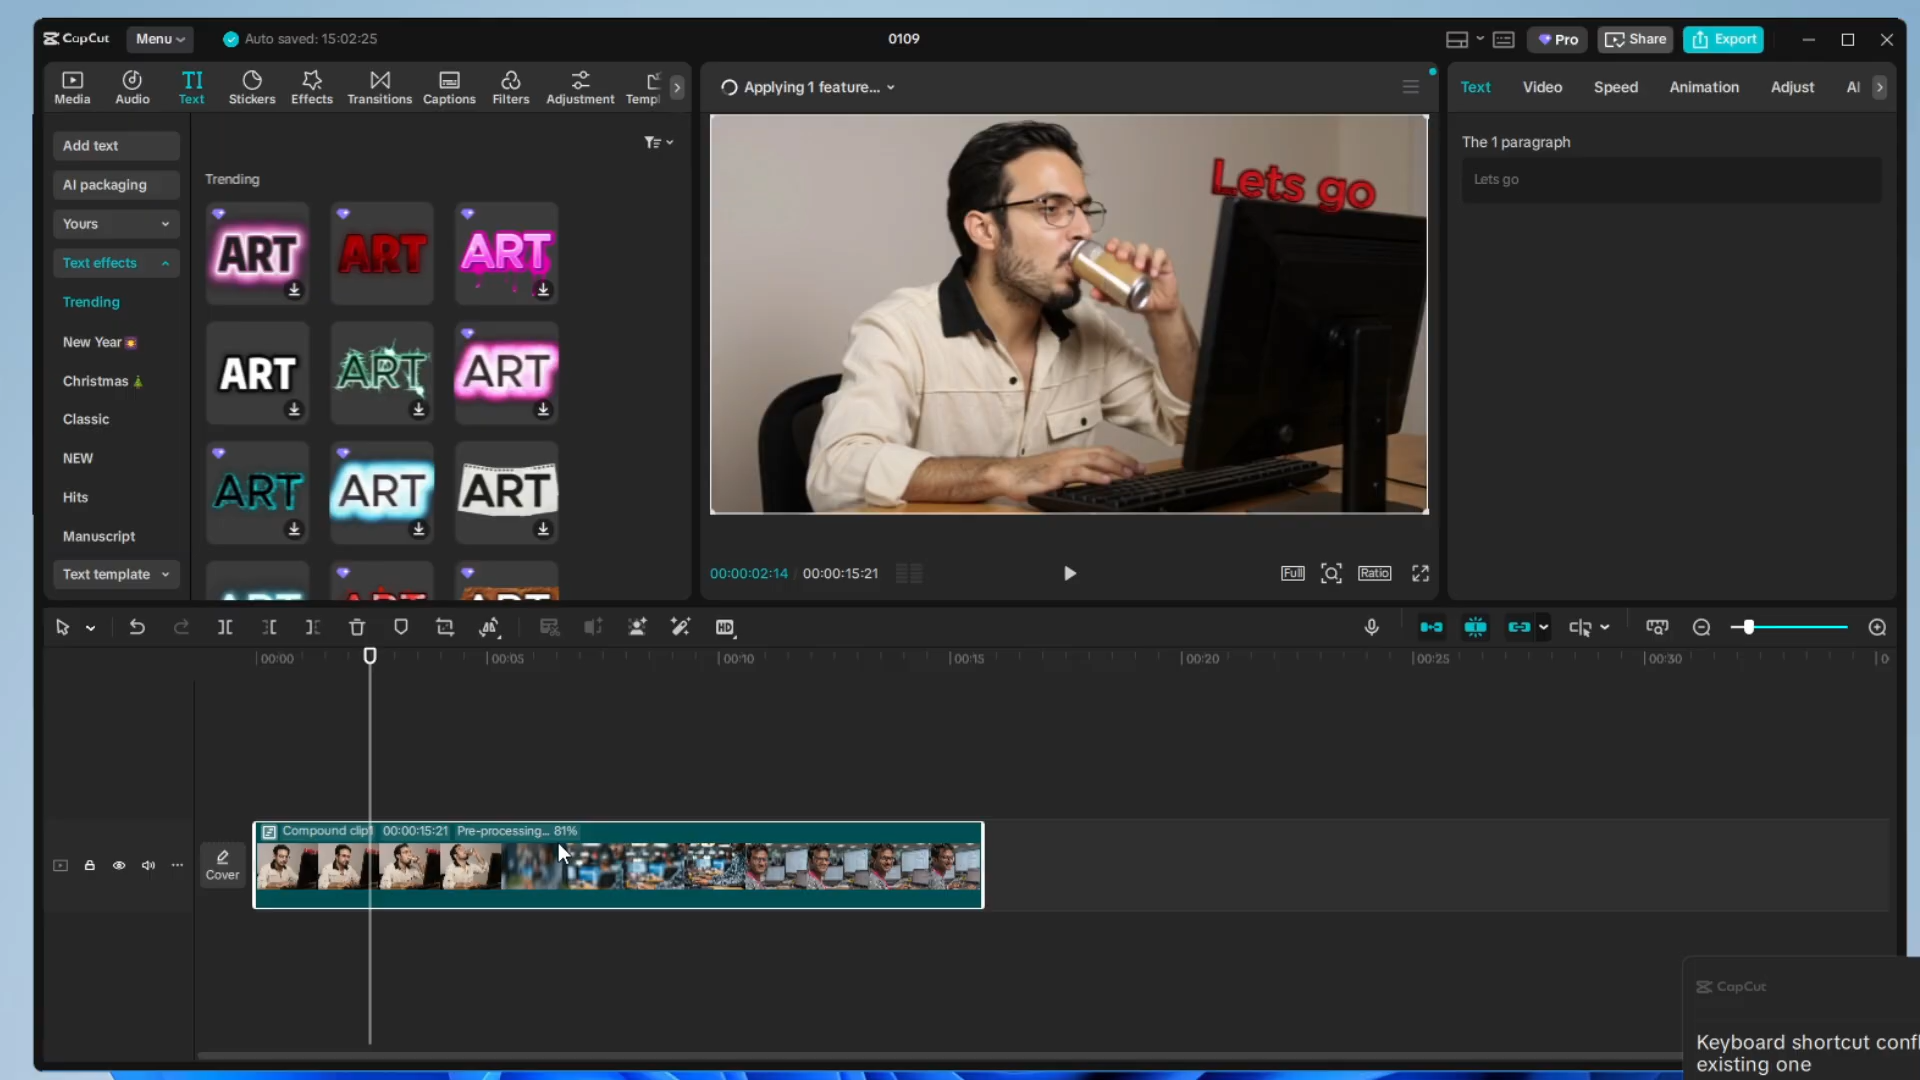 CapCut
Menu
Auto saved: 15:02:25
0109
Pro
Share
Export
Media
Audio
TI
Text
Stickers
Effects
Transitions
Captions
Filters
Adjustment
Templ
Applying 1 feature...
Text
Video
Speed
Animation
Adjust
AI
Add text
AI packaging
Yours
Text effects
Trending
New Year
Christmas
Classic
NEW
Hits
Manuscript
Text template
Trending
ART
ART
ART
ART
ART
ART
ART
ART
ART
Lets go
The 1 paragraph
Lets go
00:00:02:14
00:00:15:21
Full
Ratio
HD
00:00
00:05
00:10
00:15
00:20
00:25
00:30
Cover
Compound clip1 00:00:15:21 Pre-processing... 81%
CapCut
Keyboard shortcut confl
existing one